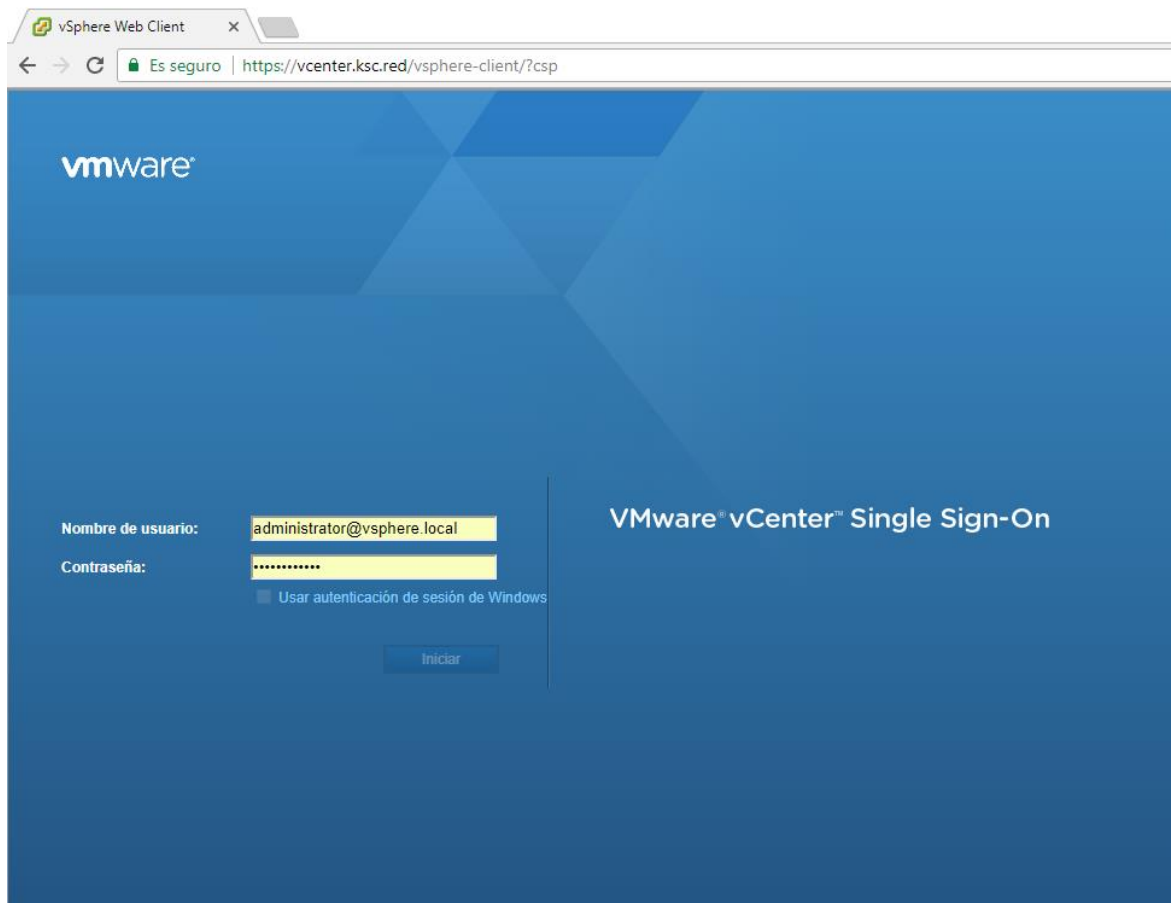 vSphere Web Client
Es seguro | https://vcenter.ksc.red/vsphere-client/?csp
vmware®
Nombre de usuario: administrator@vsphere.local
VMware® vCenter™ Single Sign-On
Contraseña: ••••••••••••
Usar autenticación de sesión de Windows
Iniciar